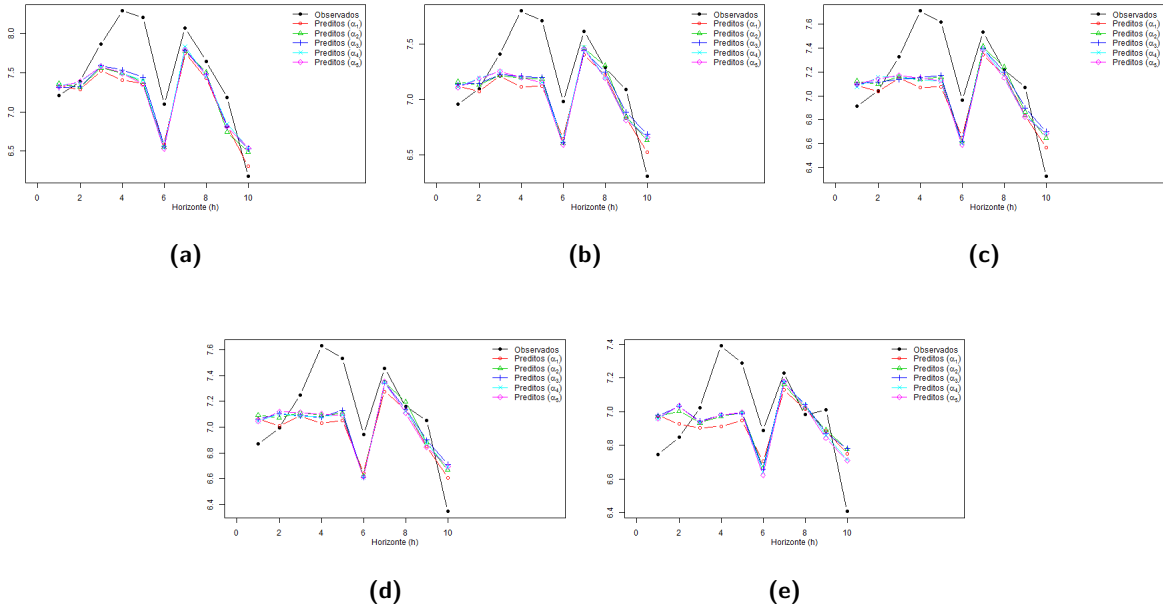 8.0
7.5
7.0
6.5
0 2 4 6 8 10
Horizonte (h)
Observados
Preditos (α₁)
Preditos (α₂)
Preditos (α₃)
Preditos (α₄)
Preditos (α₅)
(a)
7.5
7.0
6.5
0 2 4 6 8 10
Horizonte (h)
Observados
Preditos (α₁)
Preditos (α₂)
Preditos (α₃)
Preditos (α₄)
Preditos (α₅)
(b)
7.6
7.4
7.2
7.0
6.8
6.6
6.4
0 2 4 6 8 10
Horizonte (h)
Observados
Preditos (α₁)
Preditos (α₂)
Preditos (α₃)
Preditos (α₄)
Preditos (α₅)
(c)
7.6
7.4
7.2
7.0
6.8
6.6
6.4
0 2 4 6 8 10
Horizonte (h)
Observados
Preditos (α₁)
Preditos (α₂)
Preditos (α₃)
Preditos (α₄)
Preditos (α₅)
(d)
7.4
7.2
7.0
6.8
6.6
6.4
0 2 4 6 8 10
Horizonte (h)
Observados
Preditos (α₁)
Preditos (α₂)
Preditos (α₃)
Preditos (α₄)
Preditos (α₅)
(e)